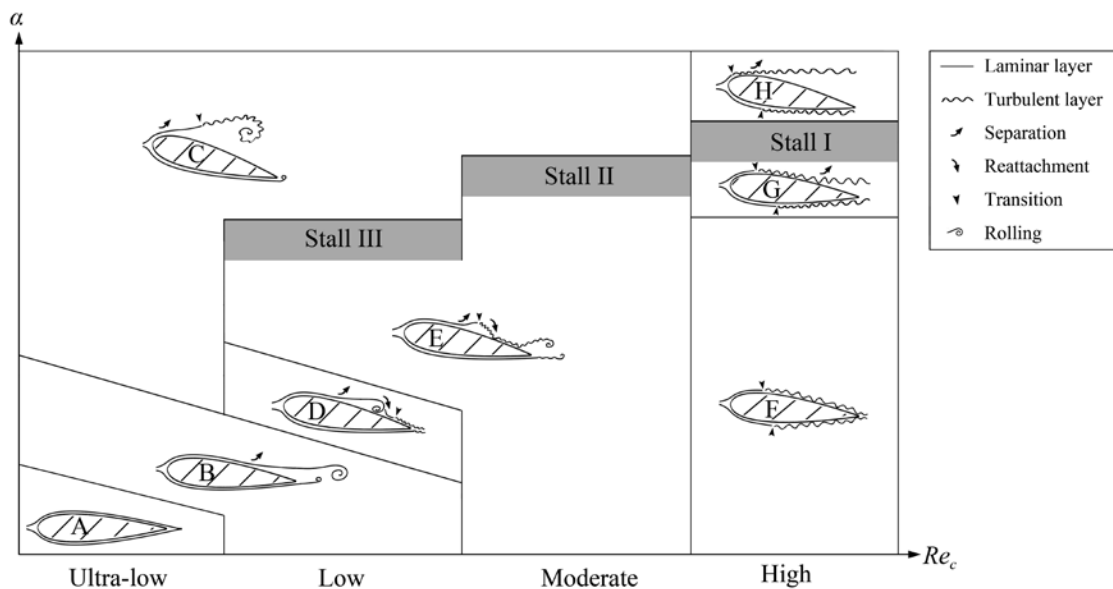 α
H
Stall I
C
G
Stall II
Stall III
E
D
F
B
A
Re_c
Ultra-low
Low
Moderate
High
Laminar layer
Turbulent layer
Separation
Reattachment
Transition
Rolling